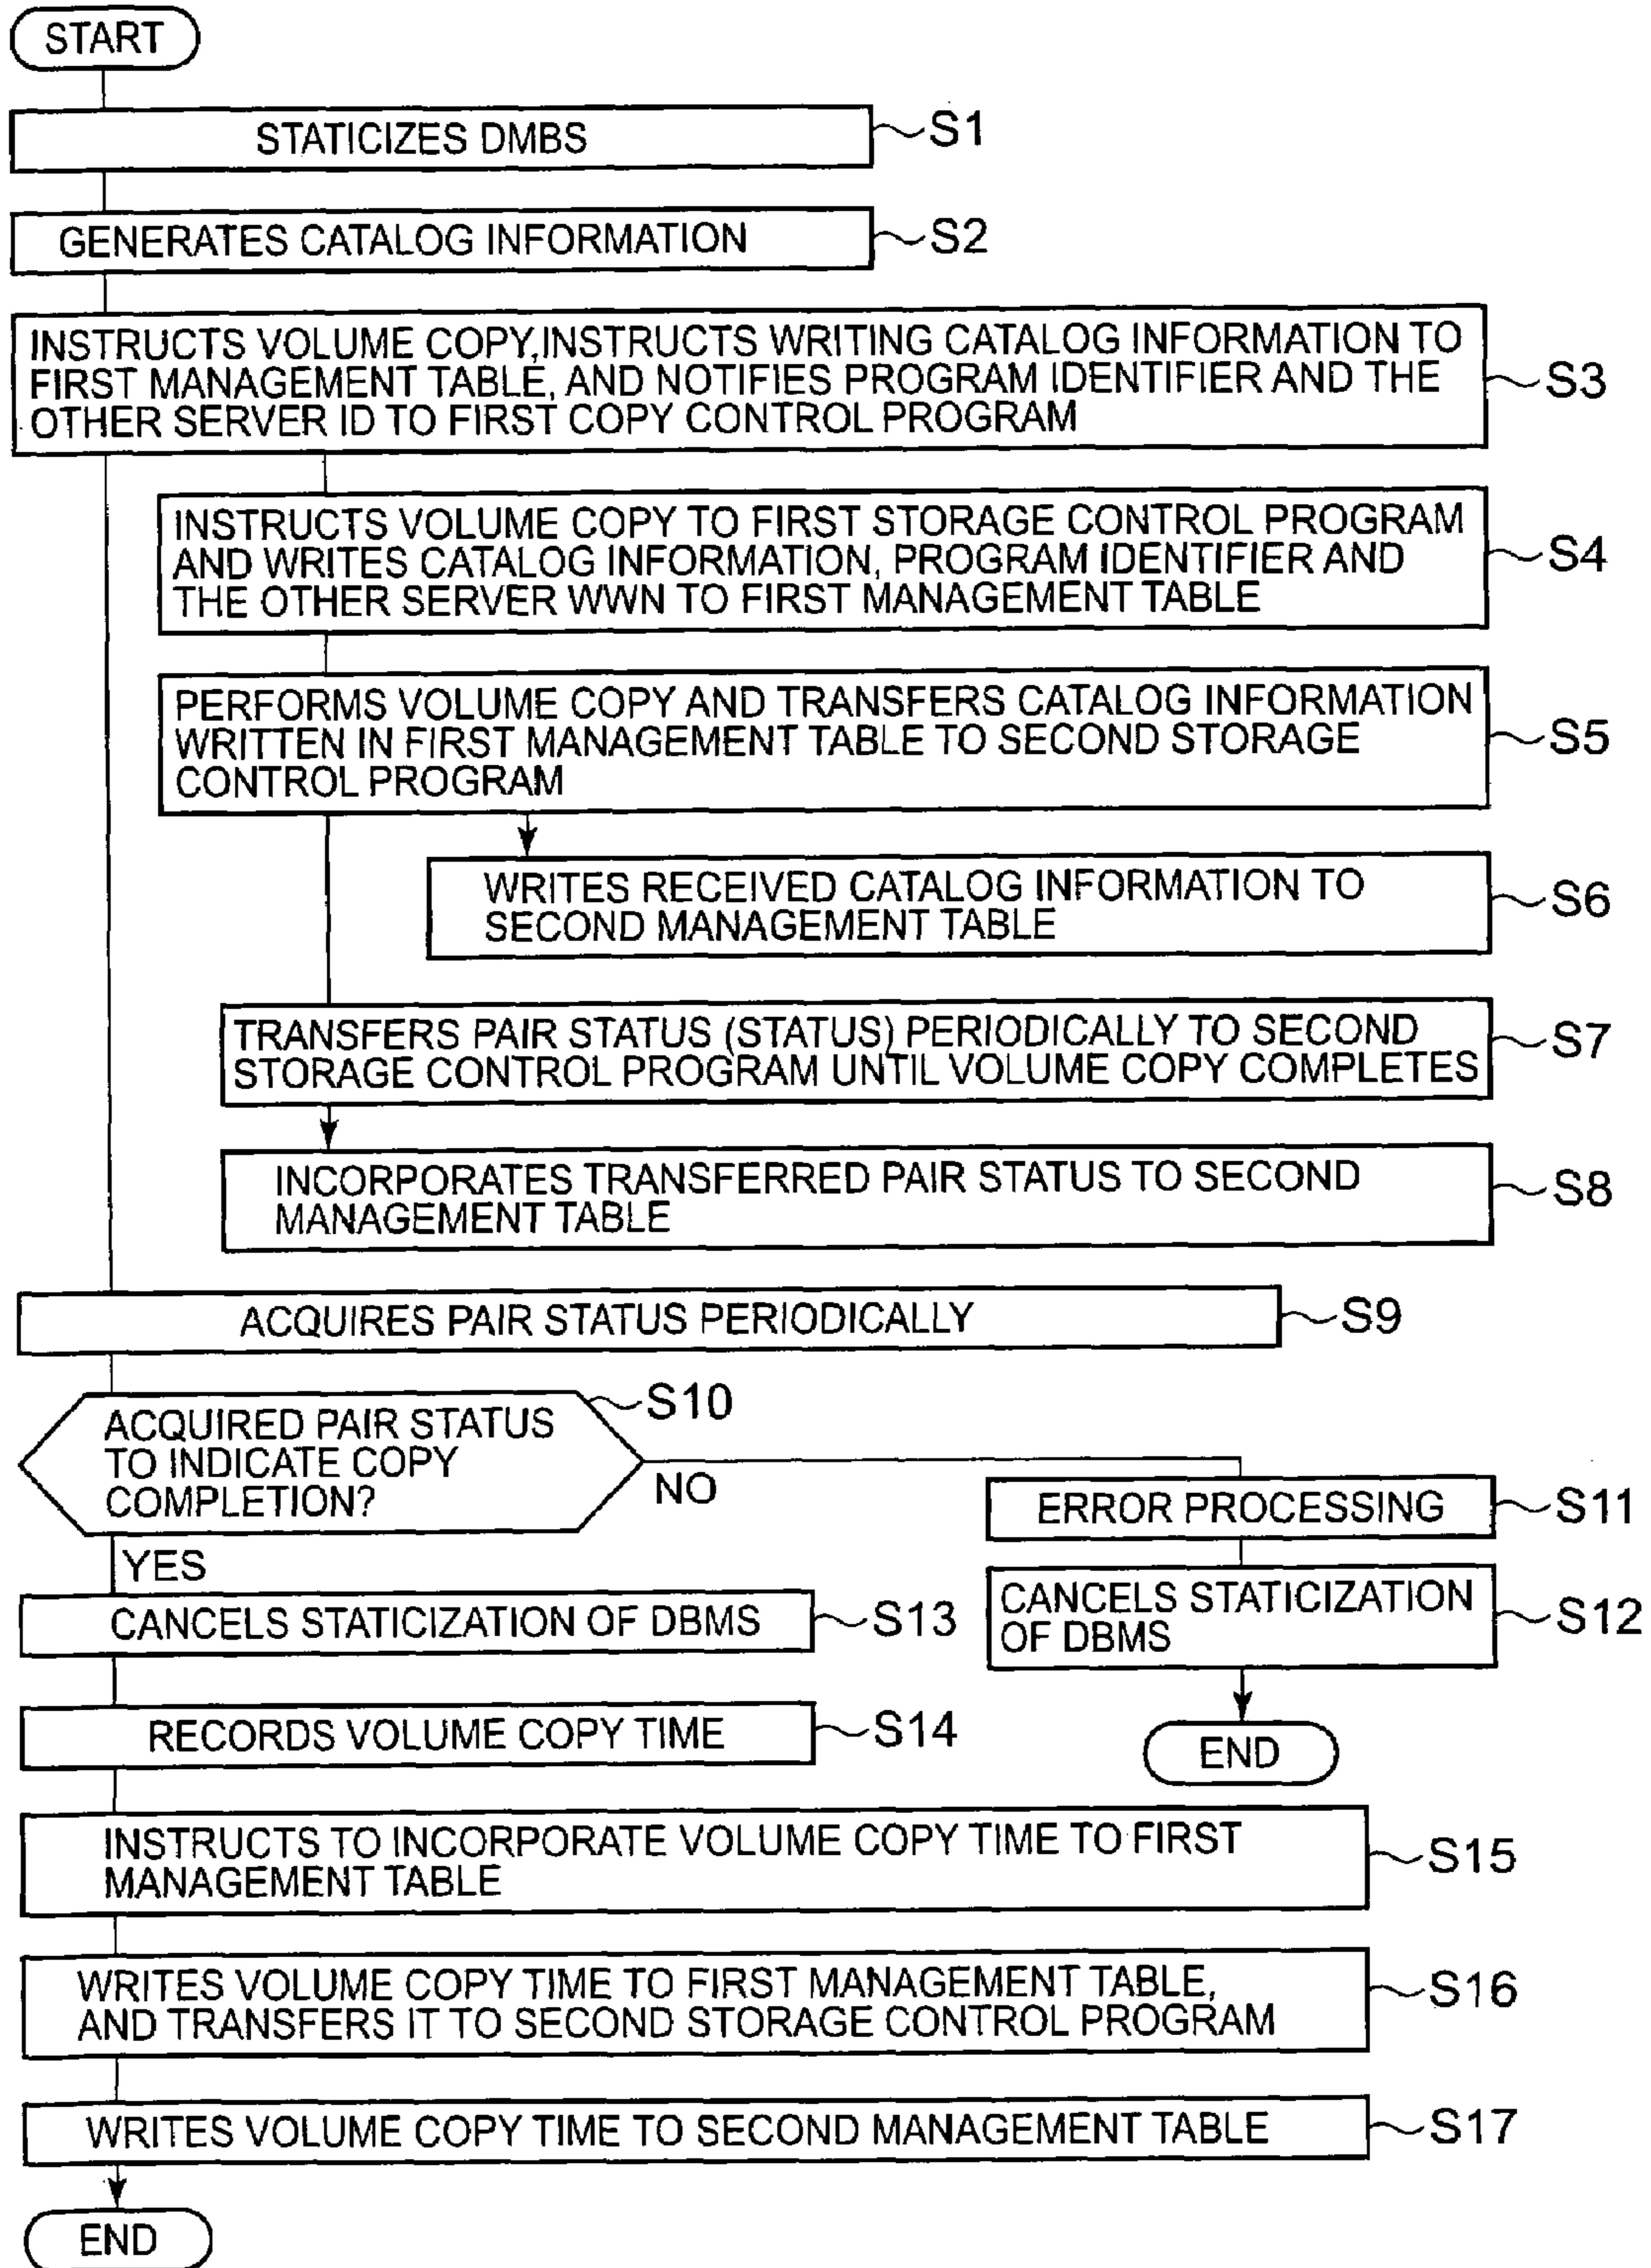 START
STATICIZES DMBS
S1
GENERATES CATALOG INFORMATION
S2
INSTRUCTS VOLUME COPY,INSTRUCTS WRITING CATALOG INFORMATION TO
FIRST MANAGEMENT TABLE, AND NOTIFIES PROGRAM IDENTIFIER AND THE
OTHER SERVER ID TO FIRST COPY CONTROL PROGRAM
S3
INSTRUCTS VOLUME COPY TO FIRST STORAGE CONTROL PROGRAM
AND WRITES CATALOG INFORMATION, PROGRAM IDENTIFIER AND
THE OTHER SERVER WWN TO FIRST MANAGEMENT TABLE
S4
PERFORMS VOLUME COPY AND TRANSFERS CATALOG INFORMATION
WRITTEN IN FIRST MANAGEMENT TABLE TO SECOND STORAGE
CONTROL PROGRAM
S5
WRITES RECEIVED CATALOG INFORMATION TO
SECOND MANAGEMENT TABLE
S6
TRANSFERS PAIR STATUS (STATUS) PERIODICALLY TO SECOND
STORAGE CONTROL PROGRAM UNTIL VOLUME COPY COMPLETES
S7
INCORPORATES TRANSFERRED PAIR STATUS TO SECOND
MANAGEMENT TABLE
S8
ACQUIRES PAIR STATUS PERIODICALLY
S9
ACQUIRED PAIR STATUS
TO INDICATE COPY
COMPLETION?
S10
NO
ERROR PROCESSING
S11
CANCELS STATICIZATION
OF DBMS
S12
END
YES
CANCELS STATICIZATION OF DBMS
S13
RECORDS VOLUME COPY TIME
S14
INSTRUCTS TO INCORPORATE VOLUME COPY TIME TO FIRST
MANAGEMENT TABLE
S15
WRITES VOLUME COPY TIME TO FIRST MANAGEMENT TABLE,
AND TRANSFERS IT TO SECOND STORAGE CONTROL PROGRAM
S16
WRITES VOLUME COPY TIME TO SECOND MANAGEMENT TABLE
S17
END